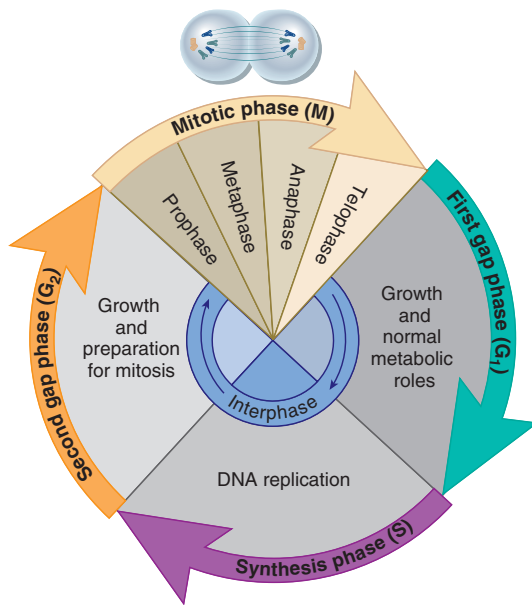 Mitotic phase (M)
Prophase
Metaphase
Anaphase
Telophase
First gap phase (G₁)
Growth
and
normal
metabolic
roles
Second gap phase (G₂)
Growth
and
preparation
for mitosis
Interphase
DNA replication
Synthesis phase (S)